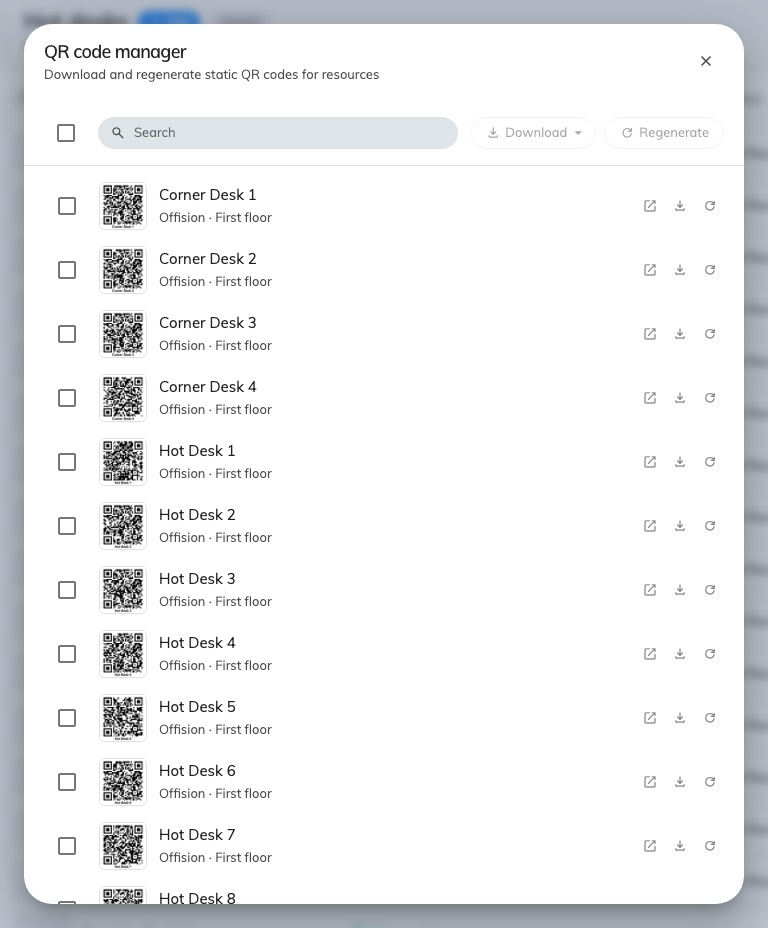 Hot desks
QR code manager
Download and regenerate static QR codes for resources
Search
Download
Regenerate
Corner Desk 1
Offision · First floor
Corner Desk 2
Offision · First floor
Corner Desk 3
Offision · First floor
Corner Desk 4
Offision · First floor
Hot Desk 1
Offision · First floor
Hot Desk 2
Offision · First floor
Hot Desk 3
Offision · First floor
Hot Desk 4
Offision · First floor
Hot Desk 5
Offision · First floor
Hot Desk 6
Offision · First floor
Hot Desk 7
Offision · First floor
Hot Desk 8